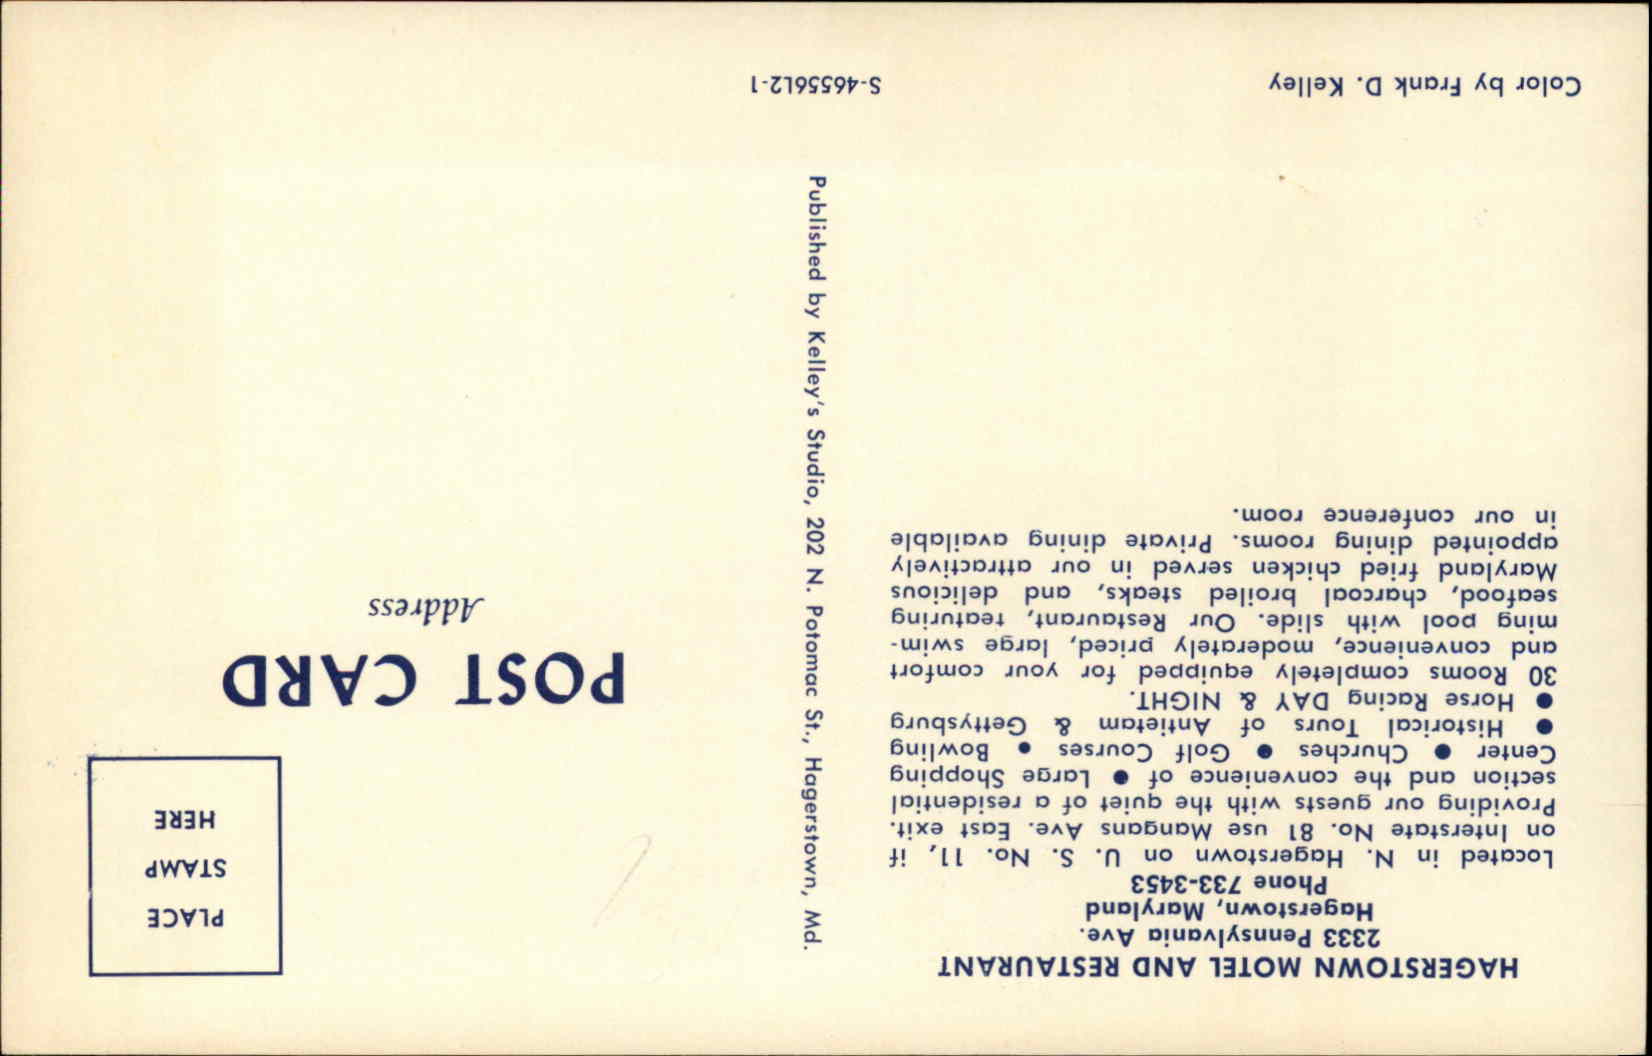 HAGERSTOWN MOTEL AND RESTAURANT
2333 Pennsylvania Ave.
Hagerstown, Maryland
Phone 733-3453
Located in N. Hagerstown on U. S. No. 11, if
on Interstate No. 81 use Mangans Ave. East exit.
Providing our guests with the quiet of a residential
section and the convenience of ● Large Shopping
Center ● Churches ● Golf Courses ● Bowling
● Historical Tours of Antietam & Gettysburg
● Horse Racing DAY & NIGHT.
30 Rooms completely equipped for your comfort
and convenience, moderately priced, large swim-
ming pool with slide. Our Restaurant, featuring
seafood, charcoal broiled steaks, and delicious
Maryland fried chicken served in our attractively
appointed dining rooms. Private dining available
in our conference room.
Color by Frank D. Kelley
S-46556L2-1
Published by Kelley's Studio, 202 N. Potomac St., Hagerstown, Md.
POST CARD
Address
PLACE
STAMP
HERE